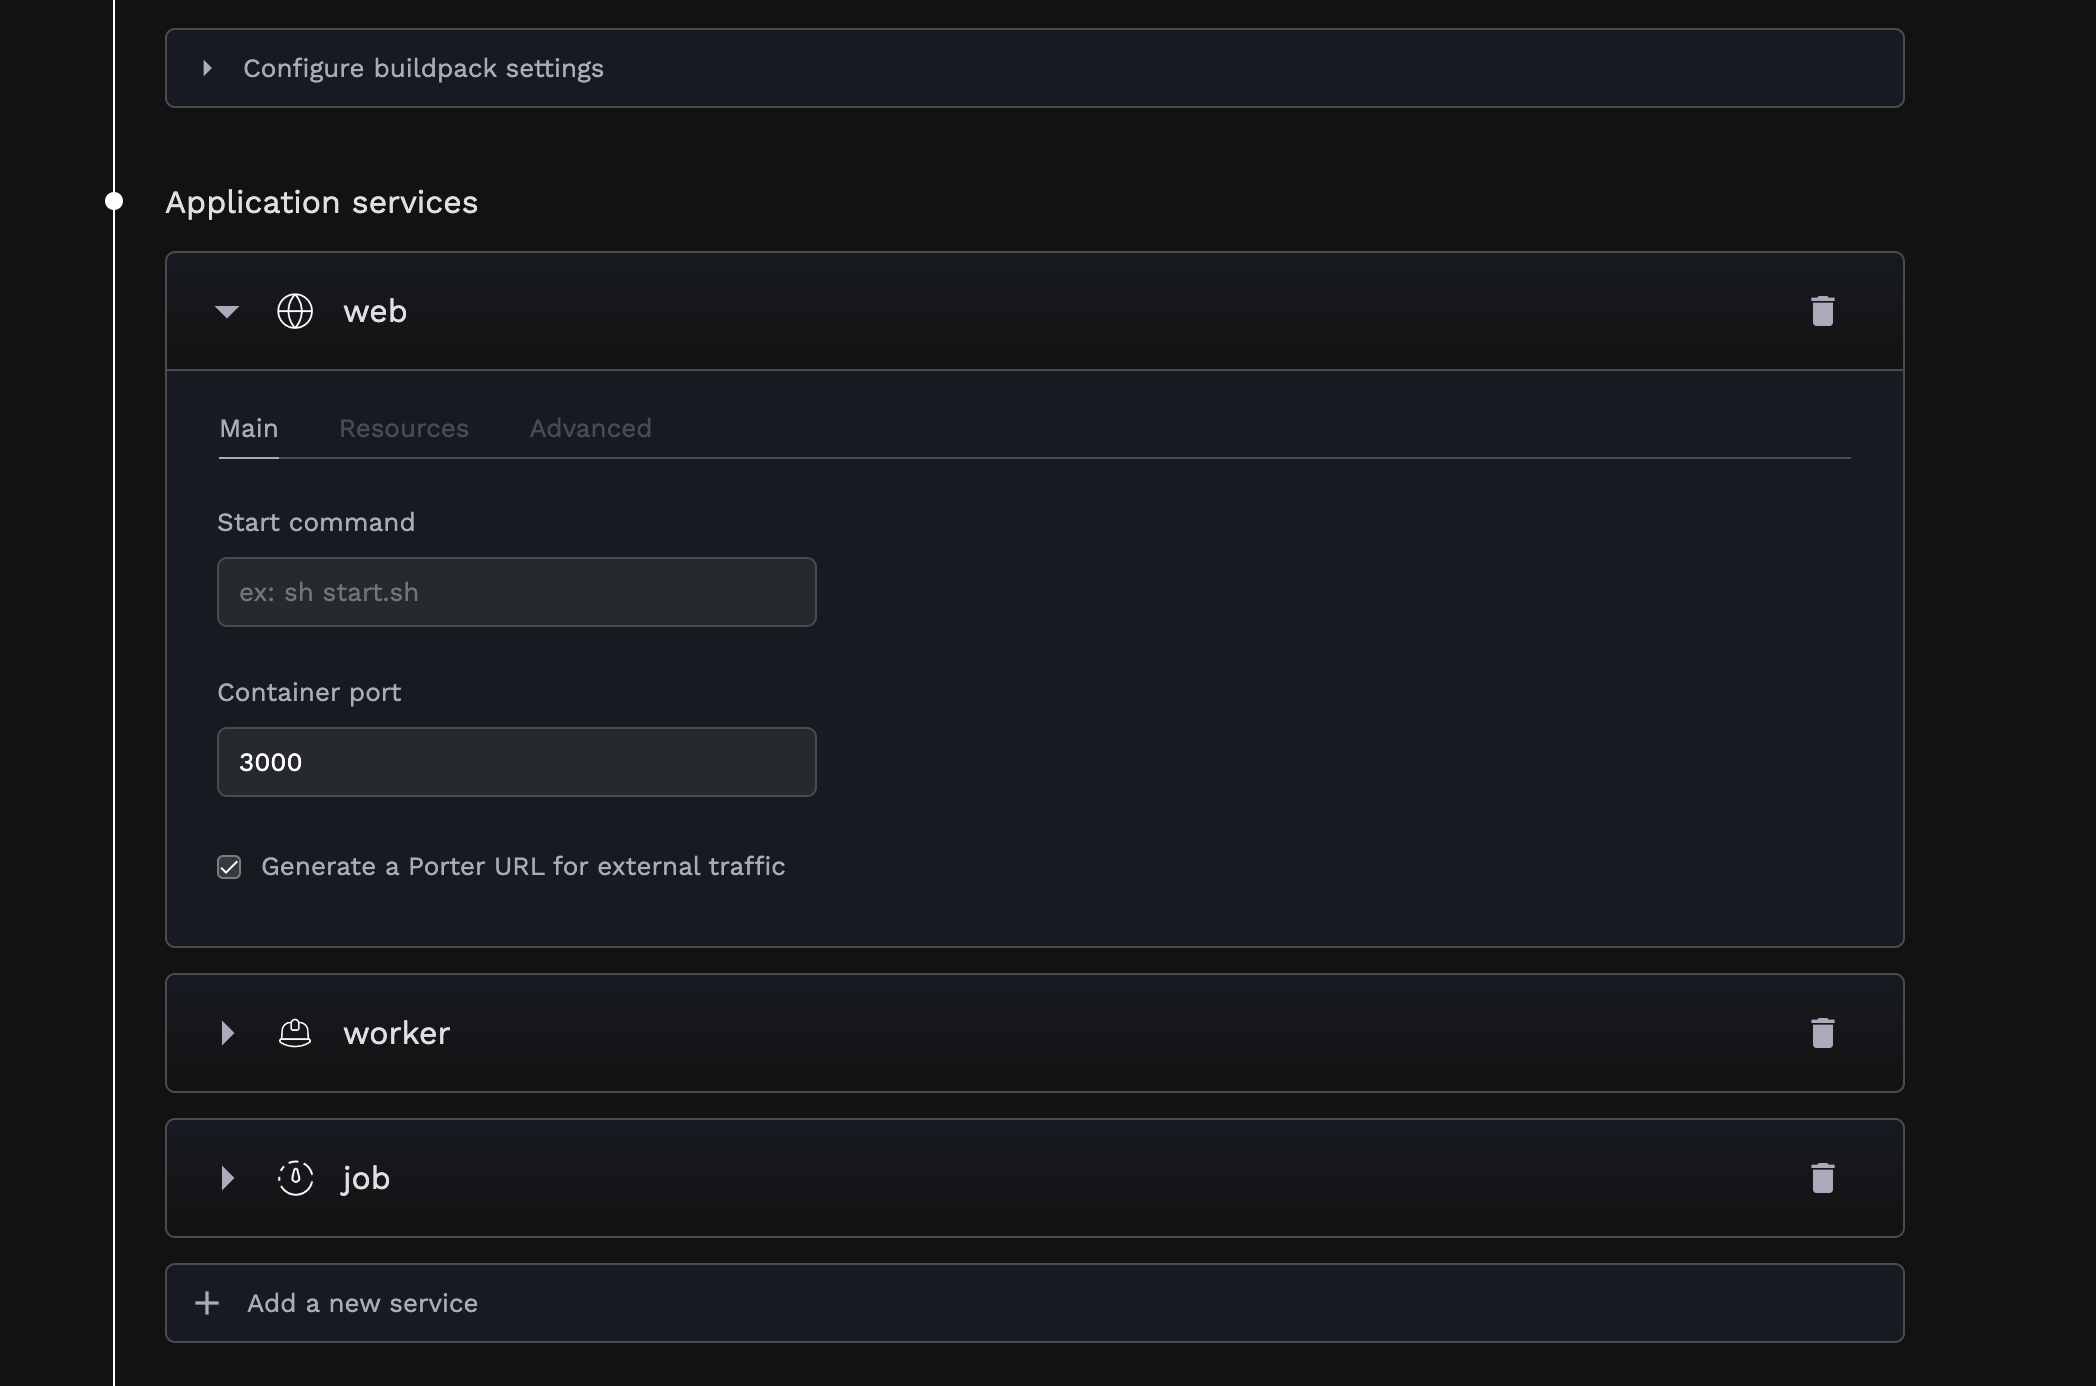 Configure buildpack settings
Application services
web
Main Resources Advanced
Start command
ex: sh start.sh
Container port
3000
Generate a Porter URL for external traffic
worker
job
Add a new service